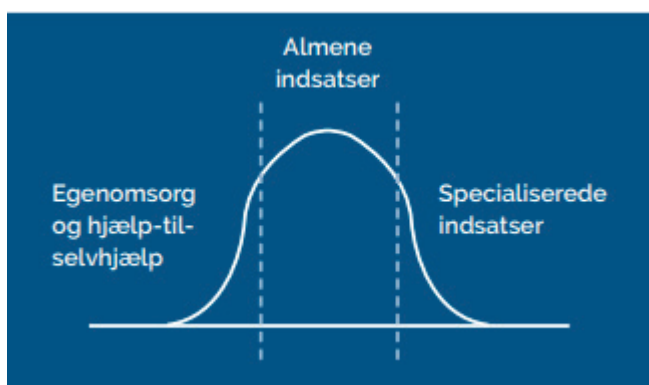 Almene
indsatser
Egenomsorg
og hjælp-til-
selvhjælp
Specialiserede
indsatser